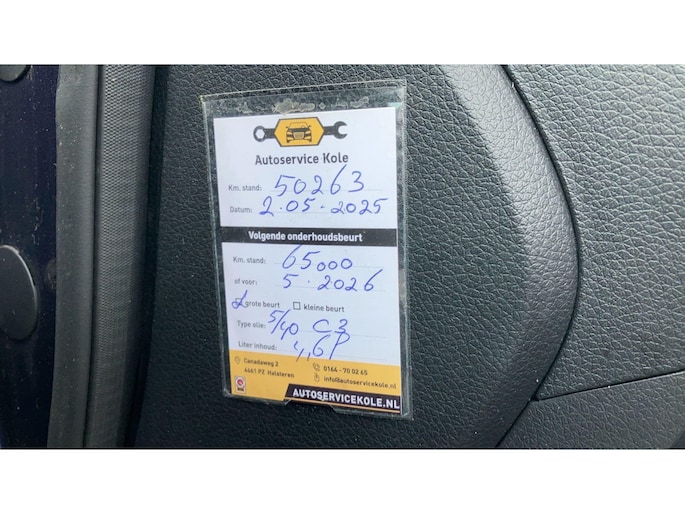 Autoservice Kole
Km. stand: 50263
Datum: 2.05.2025
Volgende onderhoudsbeurt
Km. stand: 65000
of voor: 5.2026
grote beurt kleine beurt
Type olie: 5/40 C3
Liter inhoud: 4,6
Canadaweg 2
4661 PZ Halsteren
0164 - 70 02 65
info@autoservicekole.nl
AUTOSERVICEKOLE.NL